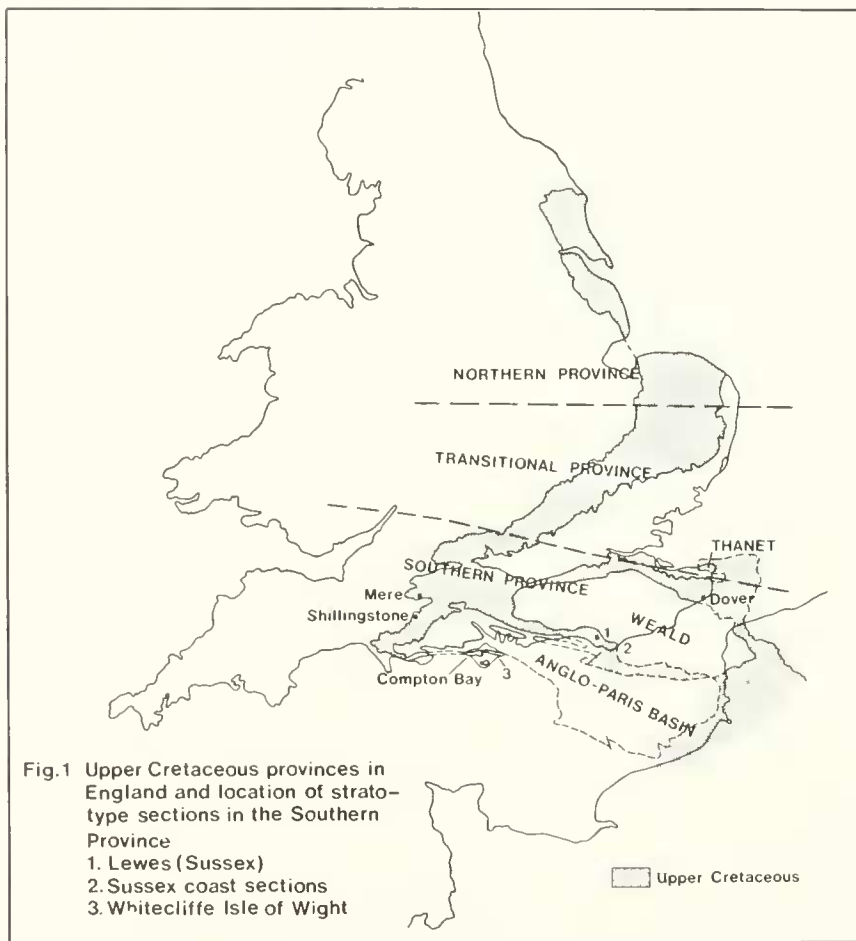 NORTHERN PROVINCE
TRANSITIONAL PROVINCE
THANET
SOUTHERN PROVINCE
Dover
Mere
WEALD
Shillingstone
1
2
Compton Bay
3
ANGLO-PARIS BASIN
Fig.1 Upper Cretaceous provinces in
England and location of strato-
type sections in the Southern
Province
1. Lewes (Sussex)
2. Sussex coast sections
3. Whitecliffe Isle of Wight
Upper Cretaceous